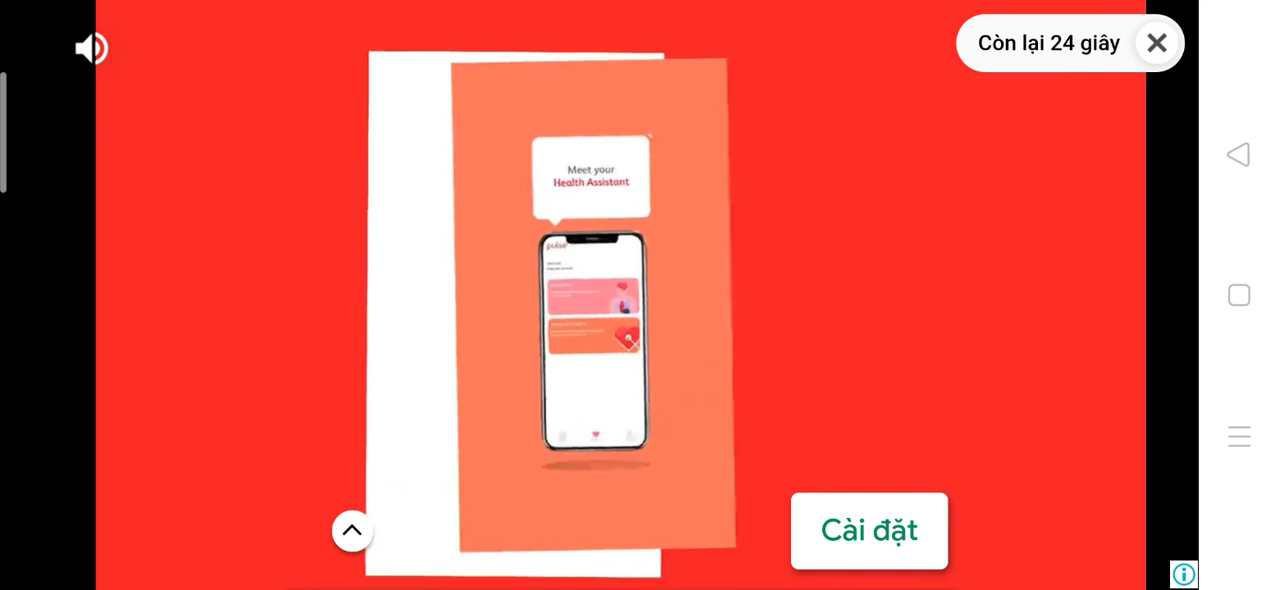 Còn lại 24 giây
Meet your
Health Assistant
pulse
Cài đặt